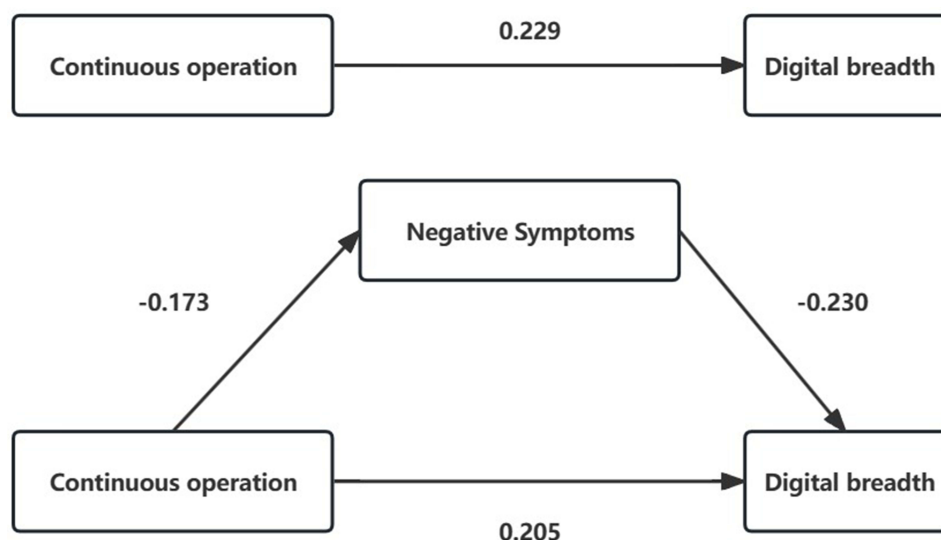 0.229
Continuous operation
Digital breadth
Negative Symptoms
-0.173
-0.230
Continuous operation
Digital breadth
0.205